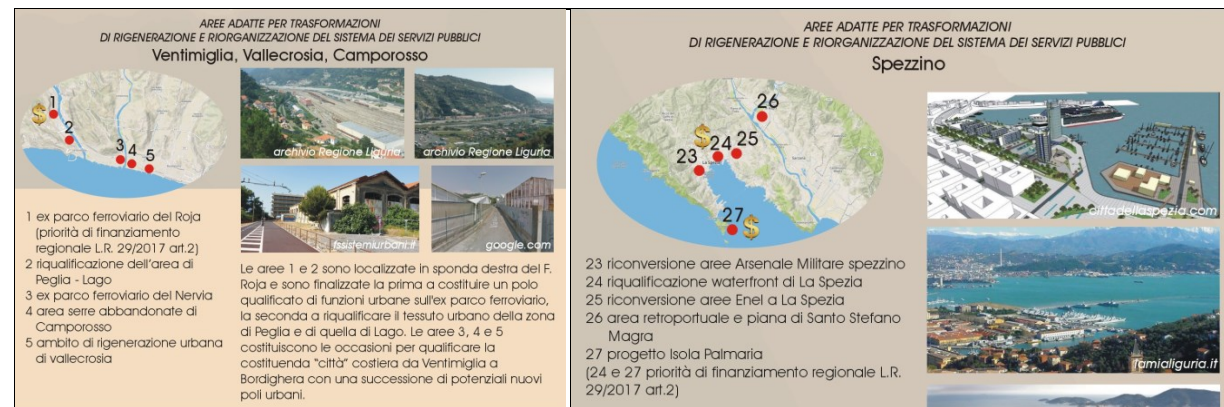 AREE ADATTE PER TRASFORMAZIONI
DI RIGENERAZIONE E RIORGANIZZAZIONE DEL SISTEMA DEI SERVIZI PUBBLICI
Ventimiglia, Vallecrosia, Camporosso
$ 1
2
3 4 5
archivio Regione Liguria
archivio Regione Liguria
fssistemiurbani.it
google.com
1 ex parco ferroviario del Roja
(priorità di finanziamento
regionale L.R. 29/2017 art.2)
2 riqualificazione dell'area di
Peglia - Lago
3 ex parco ferroviario del Nervia
4 area serre abbandonate di
Camporosso
5 ambito di rigenerazione urbana
di vallecrosia
Le aree 1 e 2 sono localizzate in sponda destra del F.
Roja e sono finalizzate la prima a costituire un polo
qualificato di funzioni urbane sull'ex parco ferroviario,
la seconda a riqualificare il tessuto urbano della zona
di Peglia e di quella di Lago. Le aree 3, 4 e 5
costituiscono le occasioni per qualificare la
costituenda "città" costiera da Ventimiglia a
Bordighera con una successione di potenziali nuovi
poli urbani.
AREE ADATTE PER TRASFORMAZIONI
DI RIGENERAZIONE E RIORGANIZZAZIONE DEL SISTEMA DEI SERVIZI PUBBLICI
Spezzino
26
$
23 24 25
27 $
cittadellaspezia.com
lamialiguria.it
23 riconversione aree Arsenale Militare spezzino
24 riqualificazione waterfront di La Spezia
25 riconversione aree Enel a La Spezia
26 area retroportuale e piana di Santo Stefano
Magra
27 progetto Isola Palmaria
(24 e 27 priorità di finanziamento regionale L.R.
29/2017 art.2)